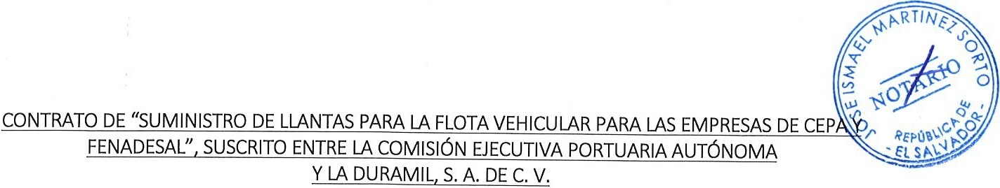 CONTRATO DE “SUMINISTRO DE LLANTAS PARA LA FLOTA VEHICULAR PARA LAS EMPRESAS DE CEPA Y
FENADESAL”, SUSCRITO ENTRE LA COMISIÓN EJECUTIVA PORTUARIA AUTÓNOMA
Y LA DURAMIL, S. A. DE C. V.
JOSE ISMAEL MARTINEZ SORTO
NOTARIO
REPÚBLICA DE
- EL SALVADOR -